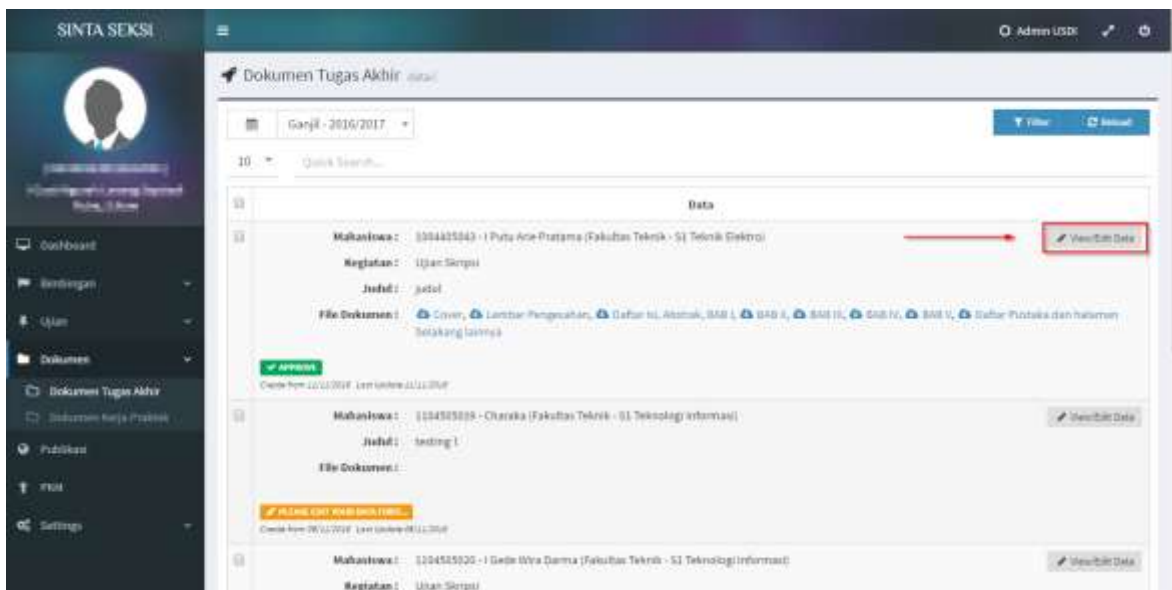 SINTA SEKSI
Admin USDI
Dokumen Tugas Akhir
Ganjil - 2016/2017
Filter
Reload
10
Quick Search...
Data
Mahasiswa :
I Putu Arie Pratama (Fakultas Teknik - S1 Teknik Elektro)
View/Edit Data
Kegiatan :
Ujian Skripsi
Judul :
judul
File Dokumen :
Cover, Lembar Pengesahan, Daftar Isi, Abstrak, BAB I, BAB II, BAB III, BAB IV, BAB V, Daftar Pustaka dan halaman
belakang lainnya
APPROVE
Mahasiswa :
Charaka (Fakultas Teknik - S1 Teknologi Informasi)
View/Edit Data
Judul :
testing 1
File Dokumen :
PLEASE EDIT YOUR DATA FIRST...
Mahasiswa :
I Gede Wira Darma (Fakultas Teknik - S1 Teknologi Informasi)
View/Edit Data
Kegiatan :
Ujian Skripsi
Dashboard
Bimbingan
Ujian
Dokumen
Dokumen Tugas Akhir
Dokumen Kerja Praktek
Publikasi
PKM
Settings